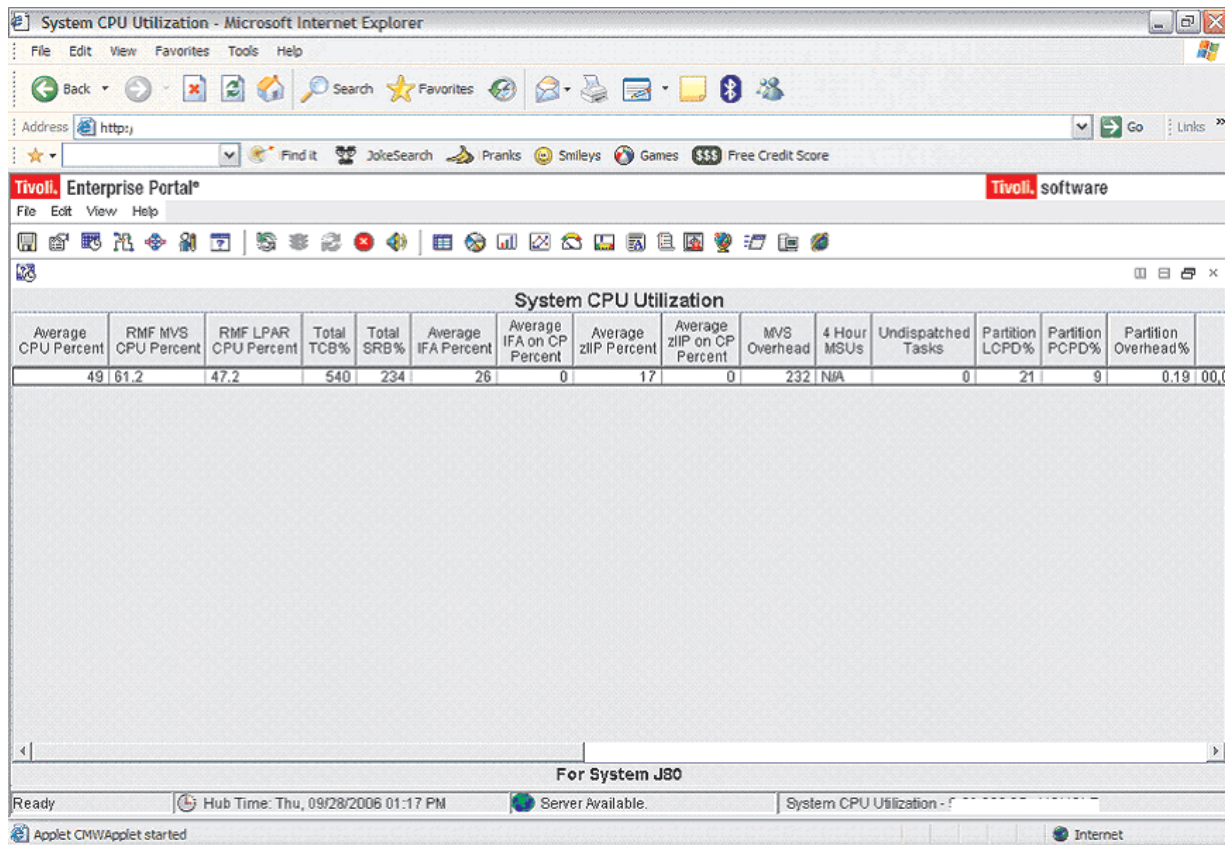 System CPU Utilization - Microsoft Internet Explorer
File Edit View Favorites Tools Help
Back Search Favorites
Address http:/ Go Links »
Find it JokeSearch Pranks Smileys Games $$$ Free Credit Score
Tivoli. Enterprise Portal® Tivoli. software
File Edit View Help
System CPU Utilization
Average CPU Percent RMF MVS CPU Percent RMF LPAR CPU Percent Total TCB% Total SRB% Average IFA Percent Average IFA on CP Percent Average zIIP Percent Average zIIP on CP Percent MVS Overhead 4 Hour MSUs Undispatched Tasks Partition LCPD% Partition PCPD% Partition Overhead%
49 61.2 47.2 540 234 26 0 17 0 232 N/A 0 21 9 0.19 00,
For System J80
Ready Hub Time: Thu, 09/28/2006 01:17 PM Server Available. System CPU Utilization -
Applet CMWApplet started Internet